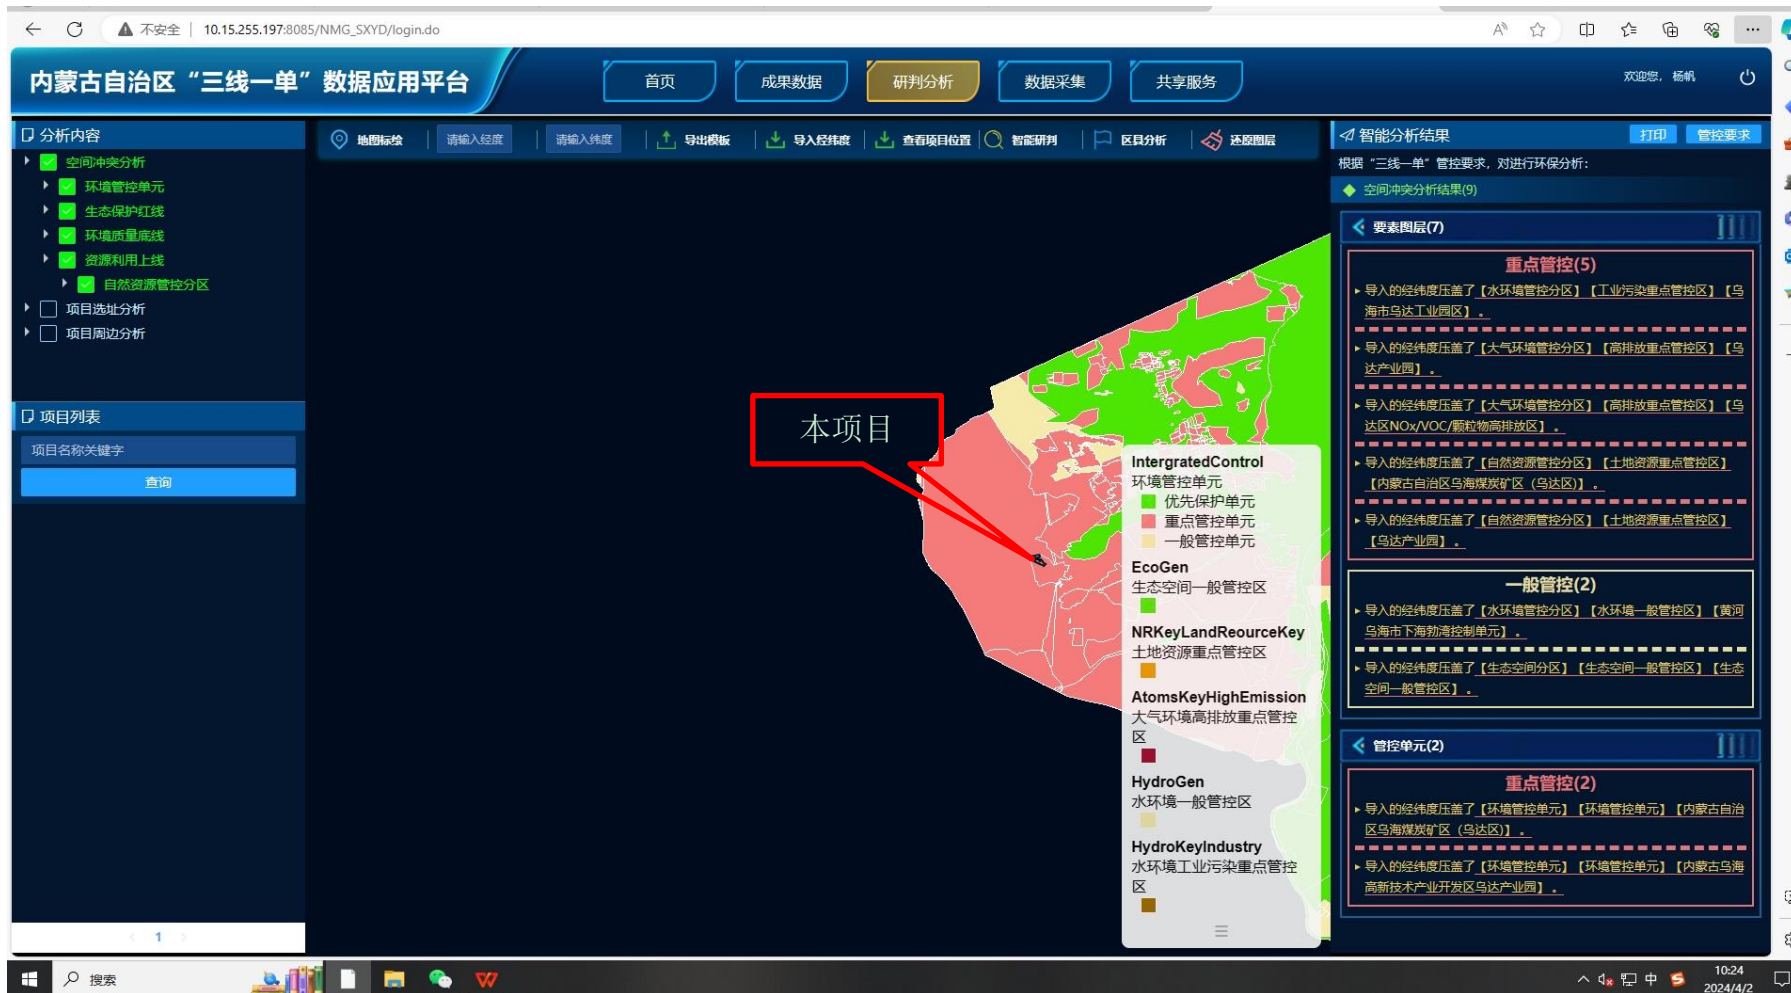 不安全 | 10.15.255.197:8085/NMG_SXYD/login.do
内蒙古自治区“三线一单”数据应用平台
首页
成果数据
研判分析
数据采集
共享服务
欢迎您，杨帆
分析内容
空间冲突分析
环境管控单元
生态保护红线
环境质量底线
资源利用上线
自然资源管控分区
项目选址分析
项目周边分析
项目列表
项目名称关键字
查询
1
地图标绘
请输入经度
请输入纬度
导出模板
导入经纬度
查看项目位置
智能研判
区县分析
还原图层
本项目
IntergratedControl
环境管控单元
优先保护单元
重点管控单元
一般管控单元
EcoGen
生态空间一般管控区
NRKeyLandReourceKey
土地资源重点管控区
AtomsKeyHighEmission
大气环境高排放重点管控
区
HydroGen
水环境一般管控区
HydroKeyIndustry
水环境工业污染重点管控
区
智能分析结果
打印
管控要求
根据“三线一单”管控要求，对进行环保分析：
空间冲突分析结果(9)
要素图层(7)
重点管控(5)
导入的经纬度压盖了【水环境管控分区】【工业污染重点管控区】【乌
海市乌达工业园区】。
导入的经纬度压盖了【大气环境管控分区】【高排放重点管控区】【乌
达产业园】。
导入的经纬度压盖了【大气环境管控分区】【高排放重点管控区】【乌
达区NOx/VOC/颗粒物高排放区】。
导入的经纬度压盖了【自然资源管控分区】【土地资源重点管控区】
【内蒙古自治区乌海煤炭矿区（乌达区)】。
导入的经纬度压盖了【自然资源管控分区】【土地资源重点管控区】
【乌达产业园】。
一般管控(2)
导入的经纬度压盖了【水环境管控分区】【水环境一般管控区】【黄河
乌海市下海勃湾控制单元】。
导入的经纬度压盖了【生态空间分区】【生态空间一般管控区】【生态
空间一般管控区】。
管控单元(2)
重点管控(2)
导入的经纬度压盖了【环境管控单元】【环境管控单元】【内蒙古自治
区乌海煤炭矿区（乌达区)】。
导入的经纬度压盖了【环境管控单元】【环境管控单元】【内蒙古乌海
高新技术产业开发区乌达产业园】。
搜索
中
10:24
2024/4/2